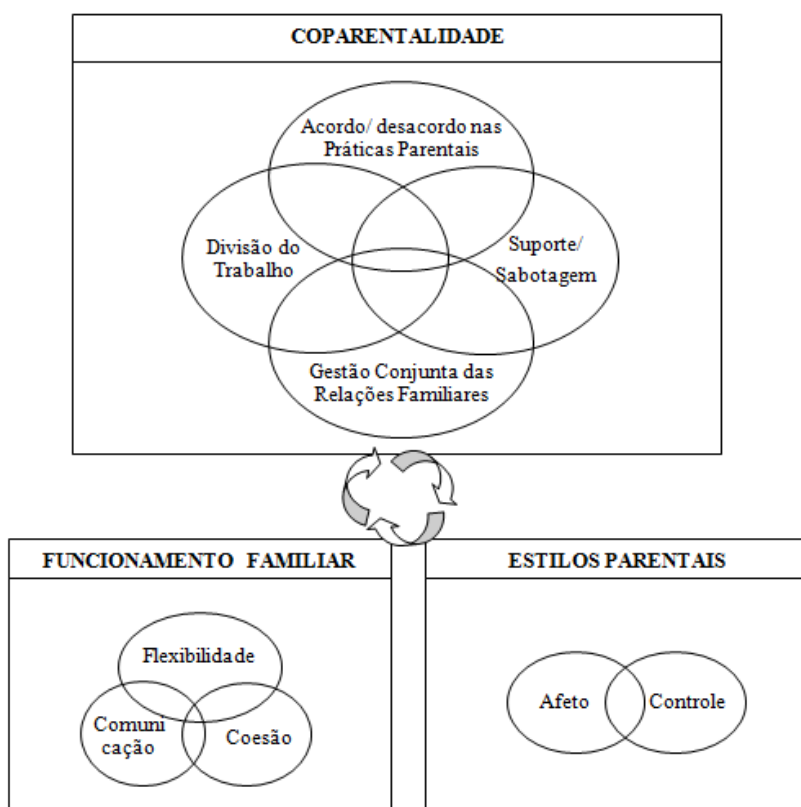 COPARENTALIDADE
Acordo/ desacordo nas
Práticas Parentais
Divisão do
Trabalho
Suporte/
Sabotagem
Gestão Conjunta das
Relações Familiares
FUNCIONAMENTO FAMILIAR
Flexibilidade
Comuni
cação
Coesão
ESTILOS PARENTAIS
Afeto
Controle